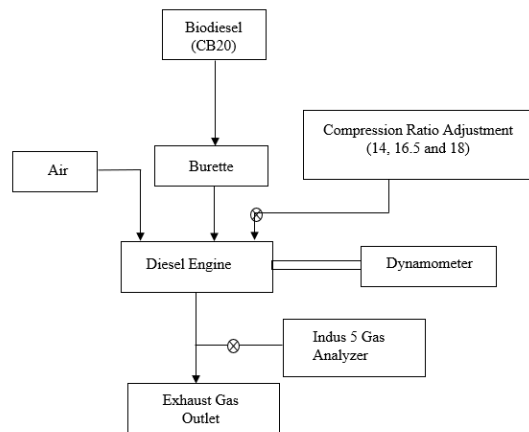 Biodiesel
(CB20)
Compression Ratio Adjustment
(14, 16.5 and 18)
Air
Burette
Diesel Engine
Dynamometer
Indus 5 Gas
Analyzer
Exhaust Gas
Outlet